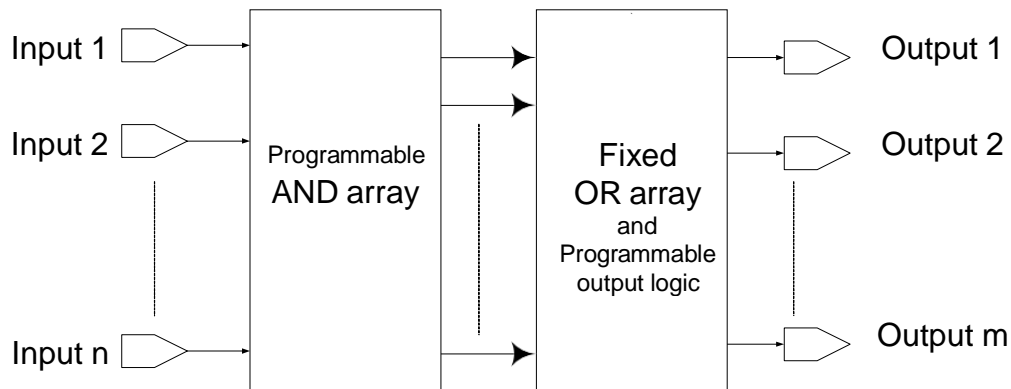 Input 1
Input 2
Input n
Programmable
AND array
Fixed
OR array
and
Programmable
output logic
Output 1
Output 2
Output m